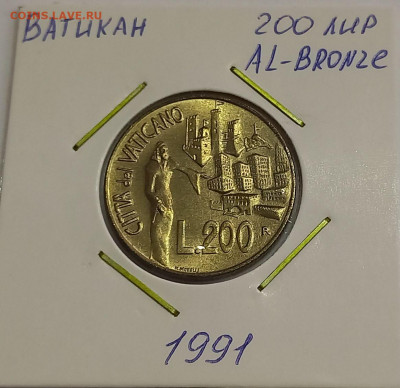 COINS.LAVE.RU
ВАТИКАН
200 ЛИР
AL-BRONZE
CITTA' del VATICANO
L.200
R
1991